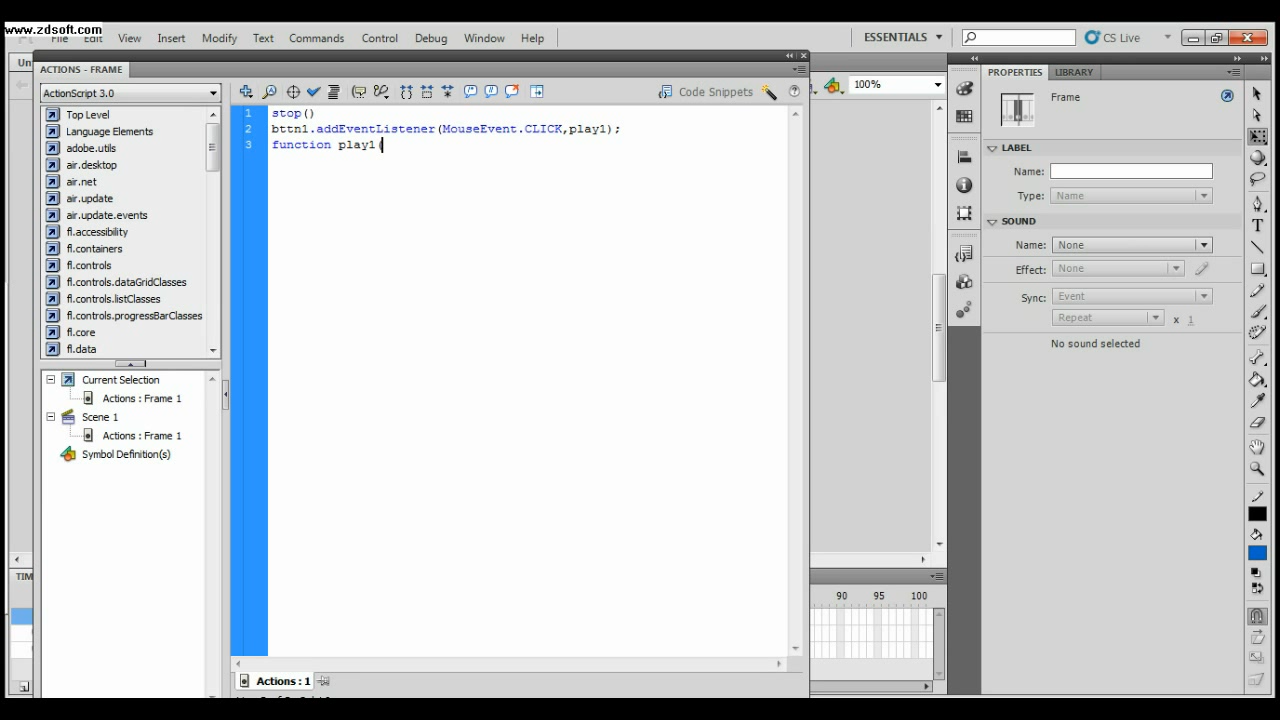 www.zdsoft.com
File Edit View Insert Modify Text Commands Control Debug Window Help
ESSENTIALS
CS Live
Un
ACTIONS - FRAME
100%
PROPERTIES LIBRARY
ActionScript 3.0
Code Snippets
Frame
Top Level
Language Elements
adobe.utils
air.desktop
air.net
air.update
air.update.events
fl.accessibility
fl.containers
fl.controls
fl.controls.dataGridClasses
fl.controls.listClasses
fl.controls.progressBarClasses
fl.core
fl.data
1 stop()
2 bttn1.addEventListener(MouseEvent.CLICK,play1);
3 function play1(
LABEL
Name:
Type: Name
SOUND
Name: None
Effect: None
Sync: Event
Repeat x 1
No sound selected
Current Selection
Actions : Frame 1
Scene 1
Actions : Frame 1
Symbol Definition(s)
TIM
90 95 100
Actions : 1